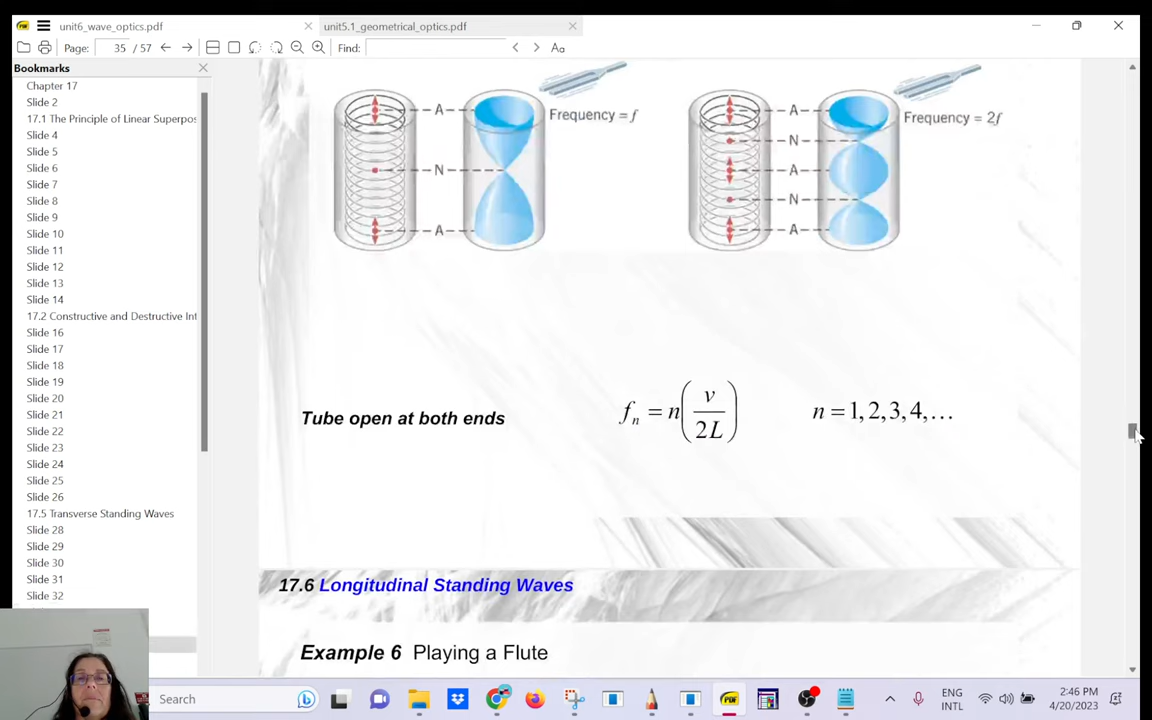 unit6_wave_optics.pdf
unit5.1_geometrical_optics.pdf
Page: 35 / 57
Find:
Aa
Bookmarks
Chapter 17
Slide 2
17.1 The Principle of Linear Superpos
Slide 4
Slide 5
Slide 6
Slide 7
Slide 8
Slide 9
Slide 10
Slide 11
Slide 12
Slide 13
Slide 14
17.2 Constructive and Destructive Int
Slide 16
Slide 17
Slide 18
Slide 19
Slide 20
Slide 21
Slide 22
Slide 23
Slide 24
Slide 25
Slide 26
17.5 Transverse Standing Waves
Slide 28
Slide 29
Slide 30
Slide 31
Slide 32
A
N
A
Frequency = f
A
N
A
N
A
Frequency = 2f
Tube open at both ends
f_n = n(v/2L)
n = 1, 2, 3, 4, …
17.6 Longitudinal Standing Waves
Example 6 Playing a Flute
Search
PDF
ENG
INTL
2:46 PM
4/20/2023